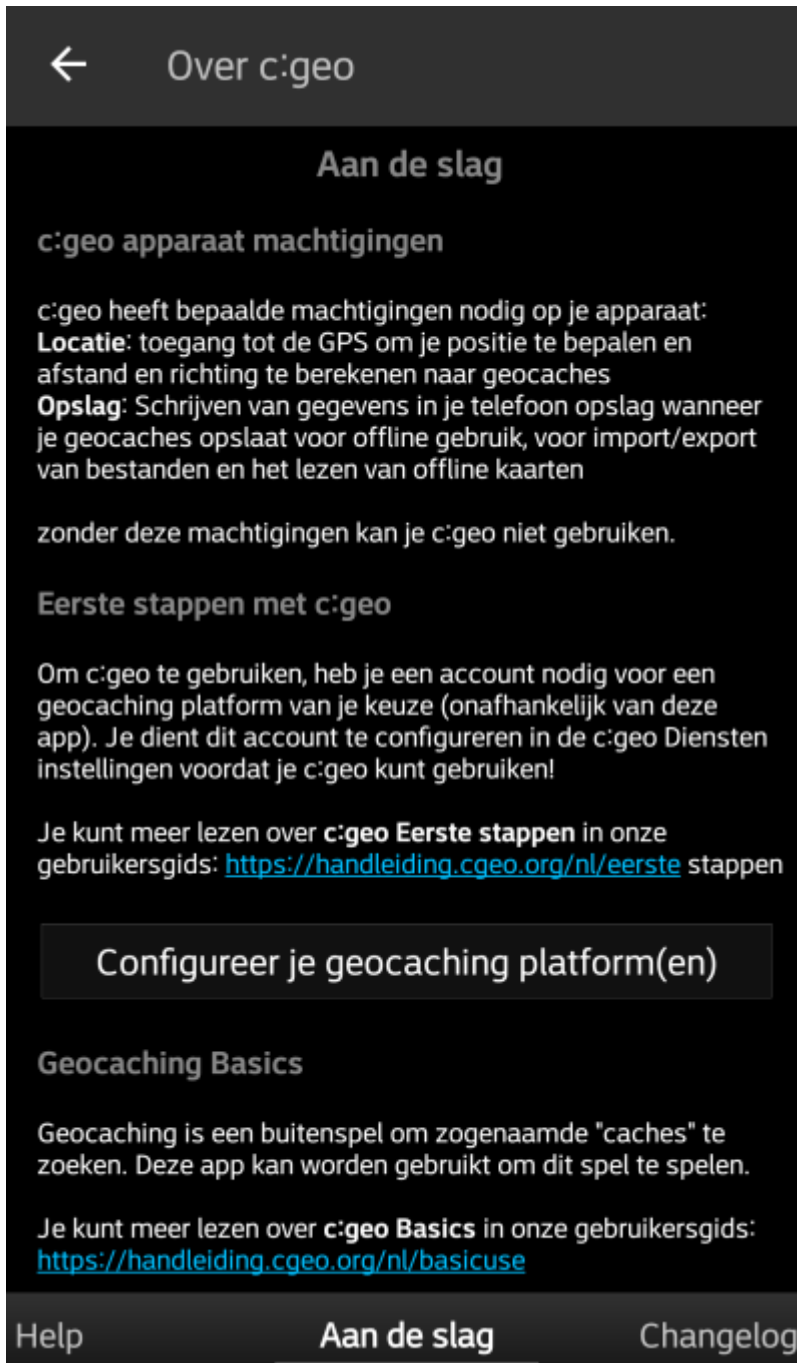 Over c:geo
Aan de slag
c:geo apparaat machtigingen
c:geo heeft bepaalde machtigingen nodig op je apparaat:
Locatie: toegang tot de GPS om je positie te bepalen en
afstand en richting te berekenen naar geocaches
Opslag: Schrijven van gegevens in je telefoon opslag wanneer
je geocaches opslaat voor offline gebruik, voor import/export
van bestanden en het lezen van offline kaarten
zonder deze machtigingen kan je c:geo niet gebruiken.
Eerste stappen met c:geo
Om c:geo te gebruiken, heb je een account nodig voor een
geocaching platform van je keuze (onafhankelijk van deze
app). Je dient dit account te configureren in de c:geo Diensten
instellingen voordat je c:geo kunt gebruiken!
Je kunt meer lezen over c:geo Eerste stappen in onze
gebruikersgids: https://handleiding.cgeo.org/nl/eerste stappen
Configureer je geocaching platform(en)
Geocaching Basics
Geocaching is een buitenspel om zogenaamde "caches" te
zoeken. Deze app kan worden gebruikt om dit spel te spelen.
Je kunt meer lezen over c:geo Basics in onze gebruikersgids:
https://handleiding.cgeo.org/nl/basicuse
Help
Aan de slag
Changelog